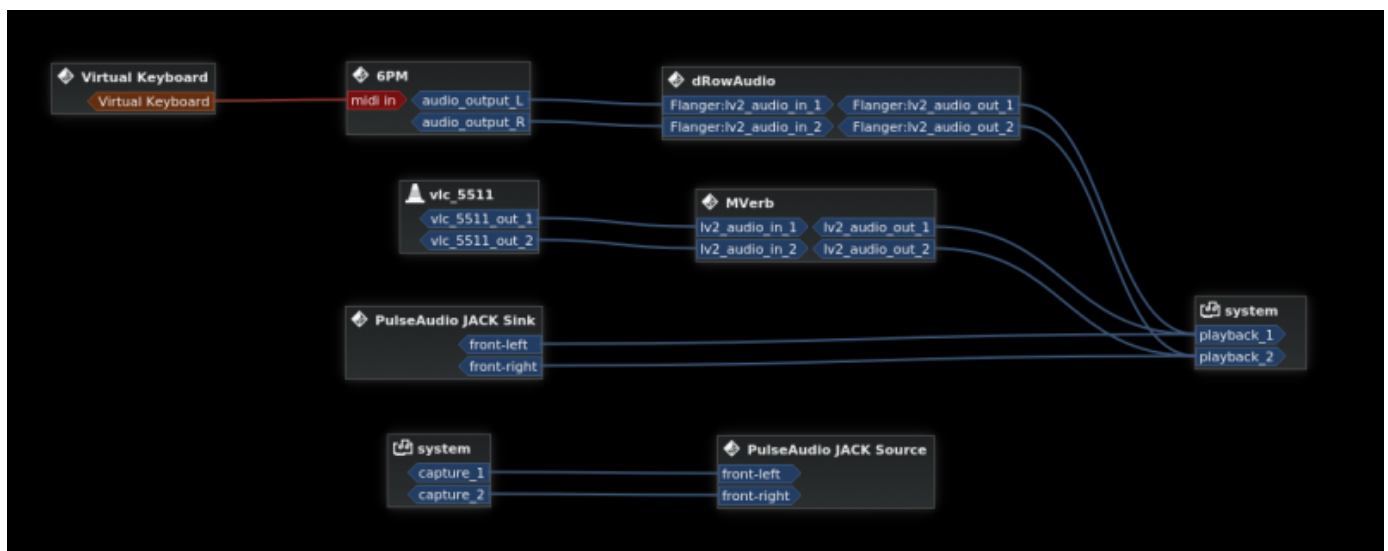 Virtual Keyboard
Virtual Keyboard
6PM
midi in
audio_output_L
audio_output_R
dRowAudio
Flanger:lv2_audio_in_1
Flanger:lv2_audio_out_1
Flanger:lv2_audio_in_2
Flanger:lv2_audio_out_2
vlc_5511
vlc_5511_out_1
vlc_5511_out_2
MVerb
lv2_audio_in_1
lv2_audio_out_1
lv2_audio_in_2
lv2_audio_out_2
PulseAudio JACK Sink
front-left
front-right
system
playback_1
playback_2
system
capture_1
capture_2
PulseAudio JACK Source
front-left
front-right